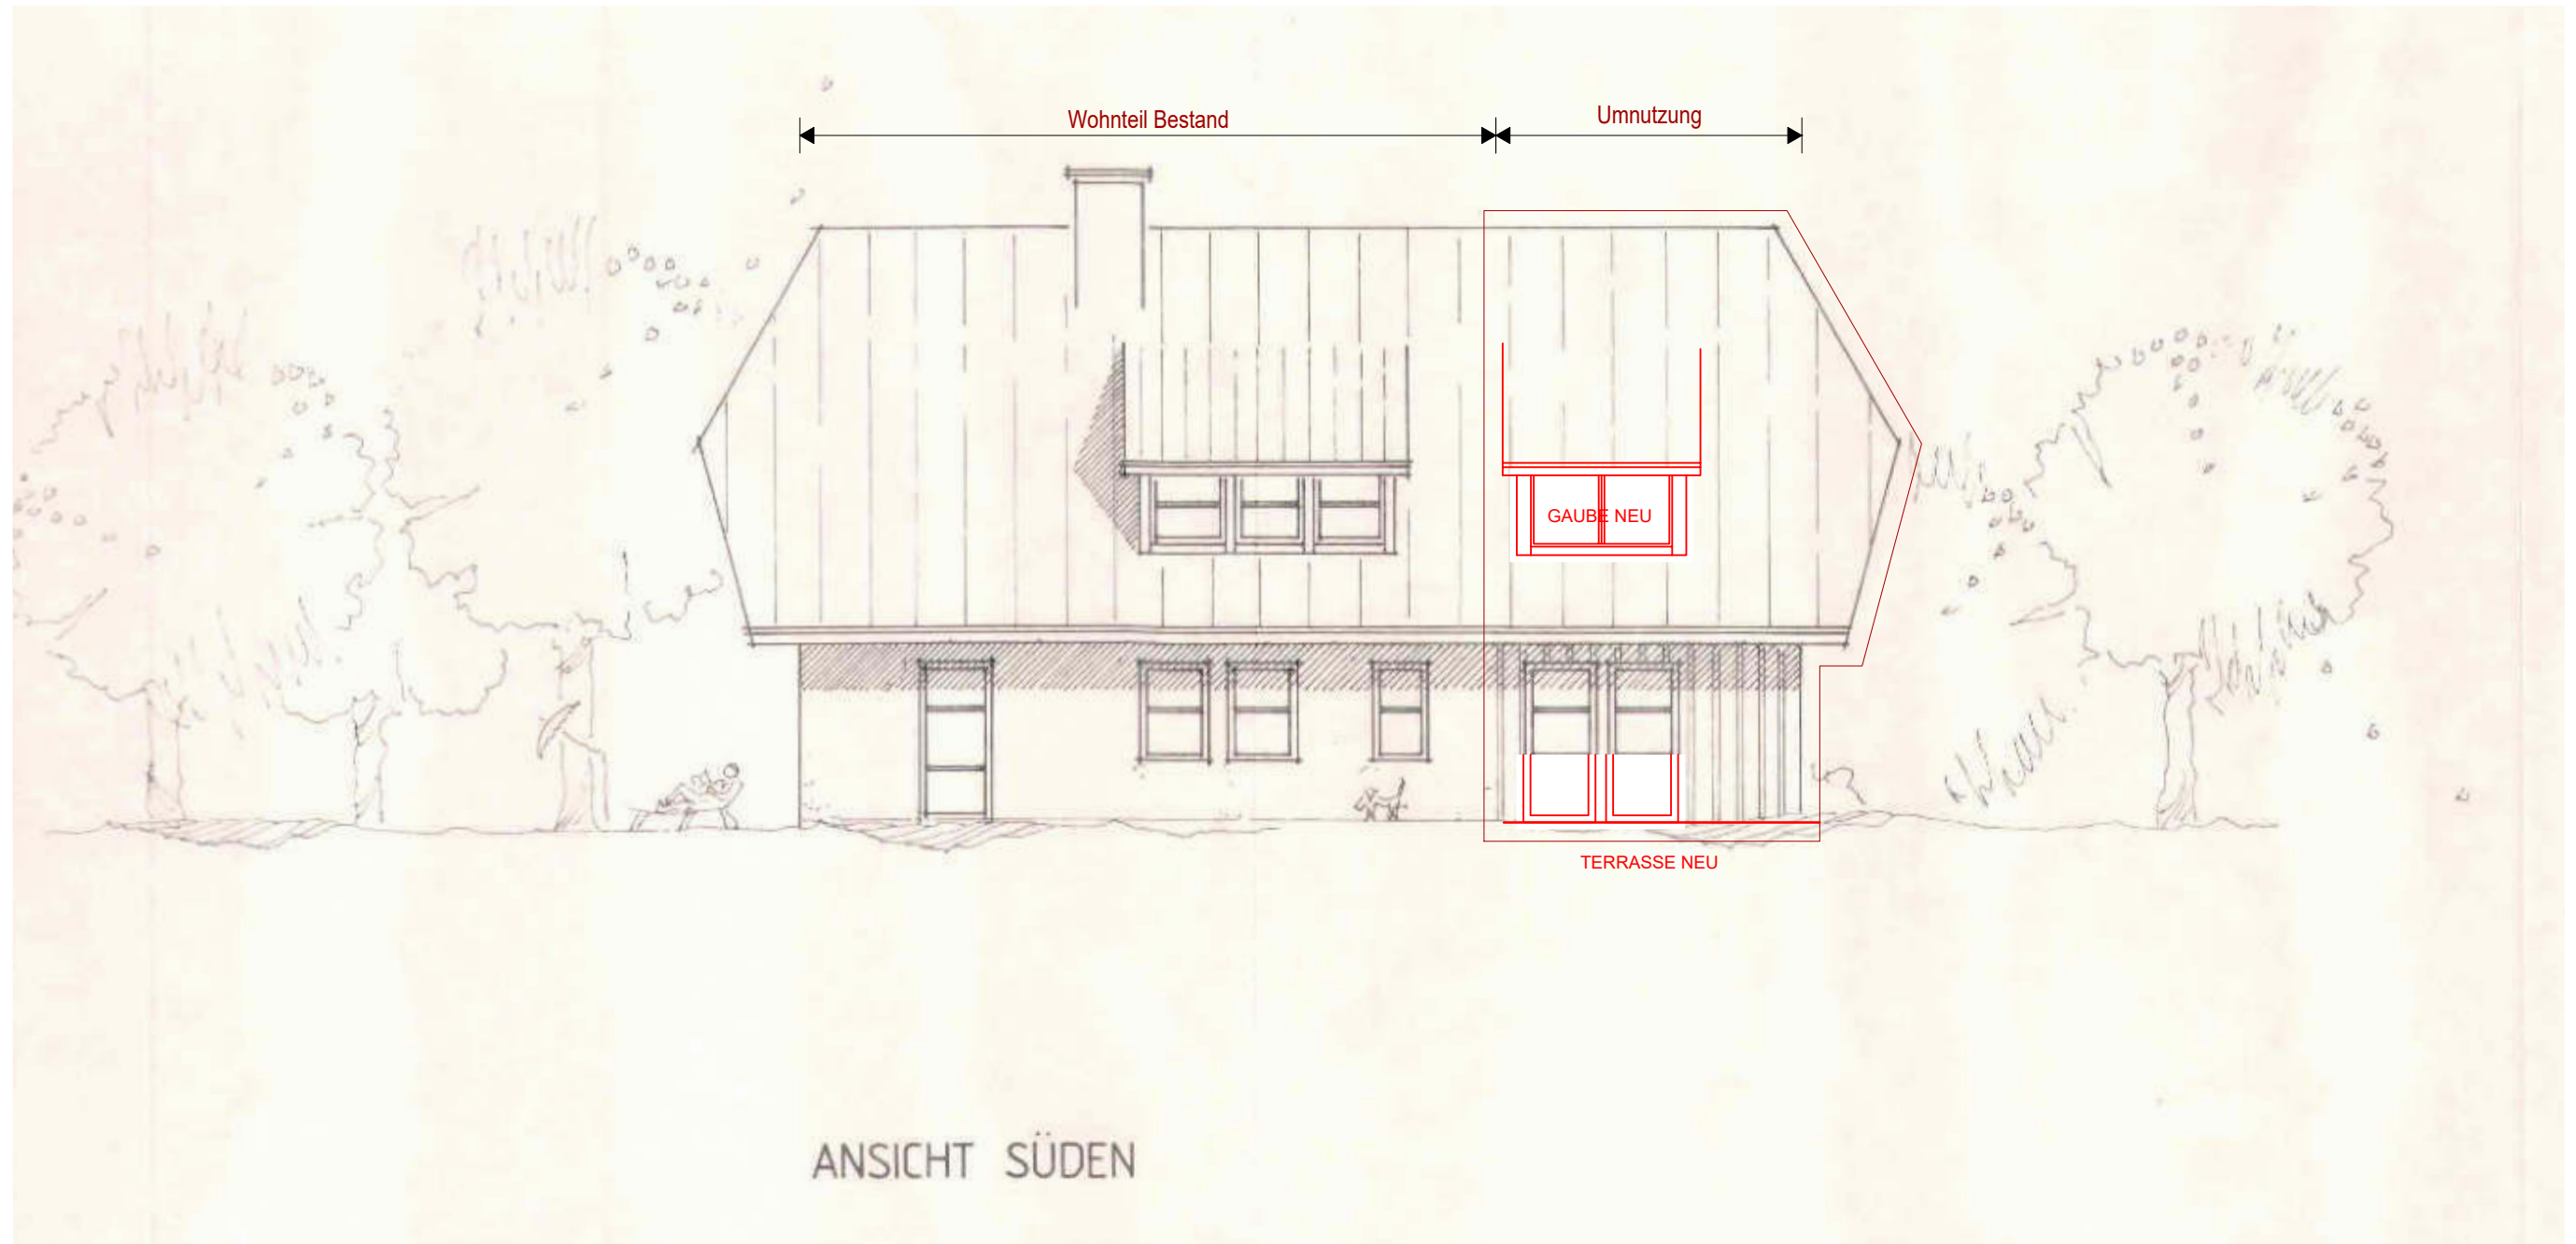 Wohnteil Bestand
Umnutzung
GAUBE NEU
TERRASSE NEU
ANSICHT SÜDEN